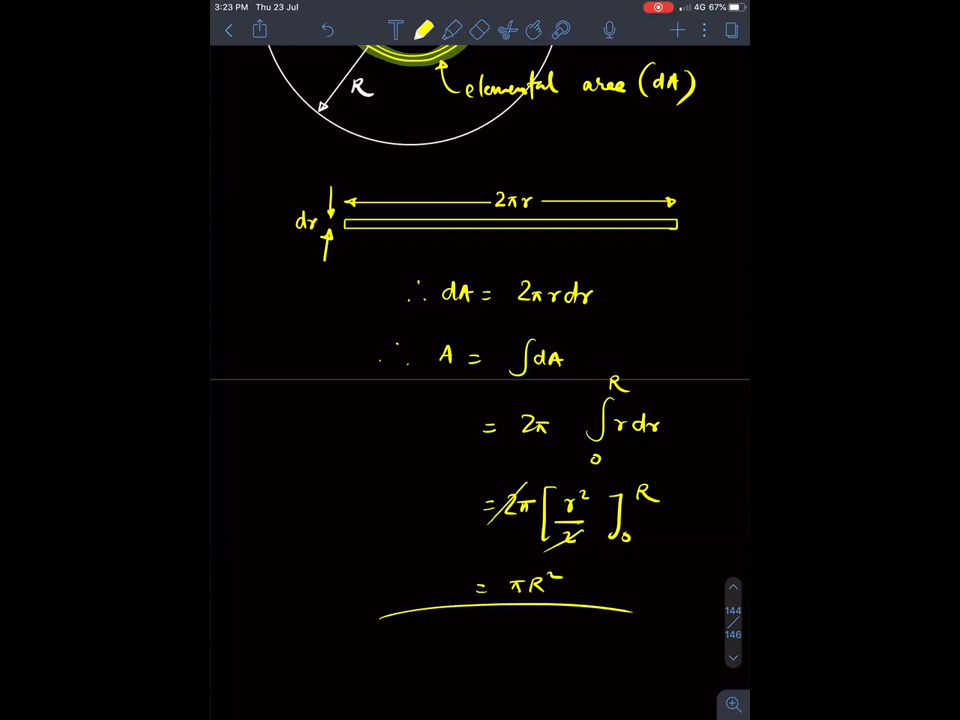 3:23 PM Thu 23 Jul 4G 67%
T
R
elemental area (dA)
2πr
dr
∴ dA = 2πrdr
∴ A = ∫dA
= 2π ∫₀ᴿ rdr
= 2π [r²/2]₀ᴿ
= πR²
144
/
146